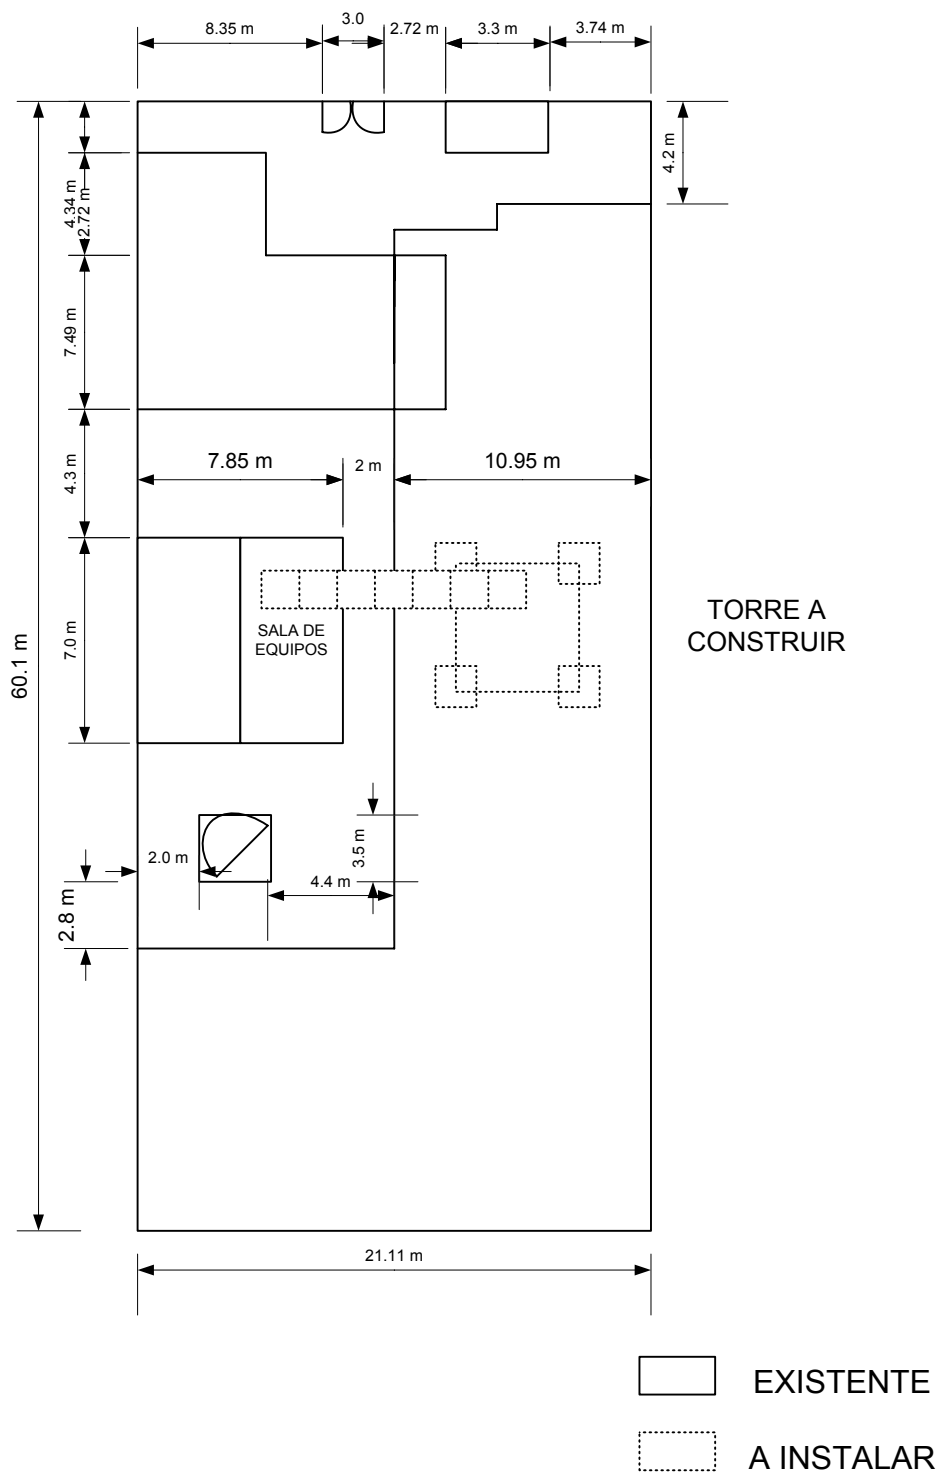 8.35 m
3.0
2.72 m
3.3 m
3.74 m
4.2 m
4.34 m
2.72 m
7.49 m
4.3 m
7.85 m
2 m
10.95 m
7.0 m
60.1 m
SALA DE
EQUIPOS
TORRE A
CONSTRUIR
2.0 m
3.5 m
4.4 m
2.8 m
21.11 m
EXISTENTE
A INSTALAR